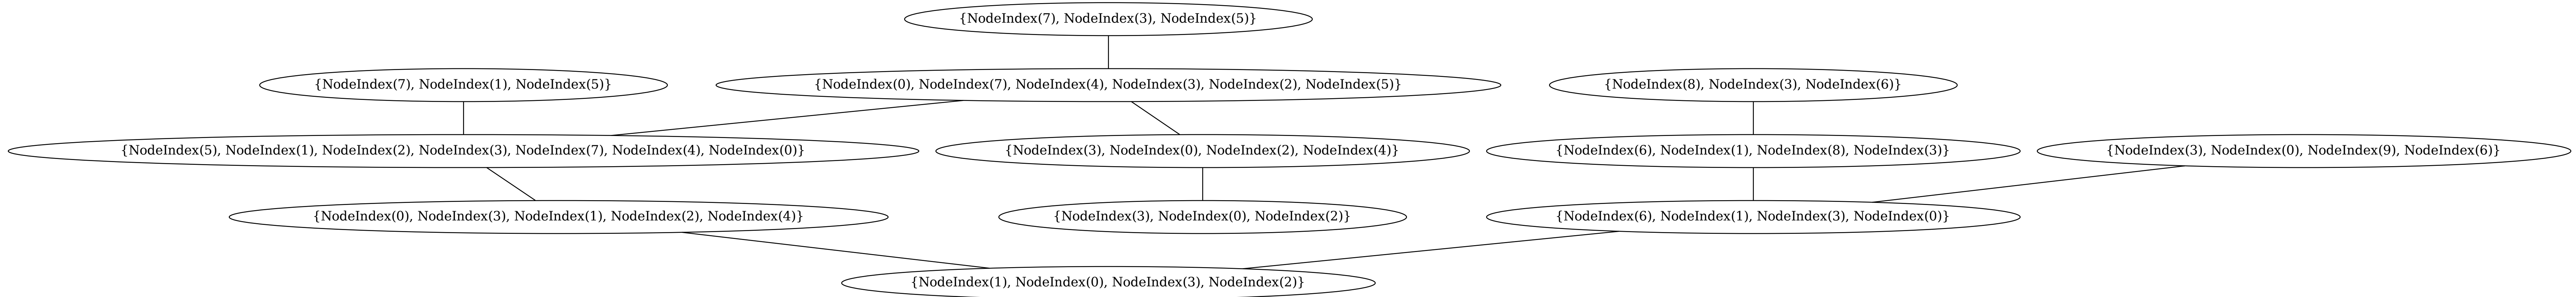 {NodeIndex(7), NodeIndex(3), NodeIndex(5)}
{NodeIndex(7), NodeIndex(1), NodeIndex(5)}
{NodeIndex(0), NodeIndex(7), NodeIndex(4), NodeIndex(3), NodeIndex(2), NodeIndex(5)}
{NodeIndex(8), NodeIndex(3), NodeIndex(6)}
{NodeIndex(5), NodeIndex(1), NodeIndex(2), NodeIndex(3), NodeIndex(7), NodeIndex(4), NodeIndex(0)}
{NodeIndex(3), NodeIndex(0), NodeIndex(2), NodeIndex(4)}
{NodeIndex(6), NodeIndex(1), NodeIndex(8), NodeIndex(3)}
{NodeIndex(3), NodeIndex(0), NodeIndex(9), NodeIndex(6)}
{NodeIndex(0), NodeIndex(3), NodeIndex(1), NodeIndex(2), NodeIndex(4)}
{NodeIndex(3), NodeIndex(0), NodeIndex(2)}
{NodeIndex(6), NodeIndex(1), NodeIndex(3), NodeIndex(0)}
{NodeIndex(1), NodeIndex(0), NodeIndex(3), NodeIndex(2)}